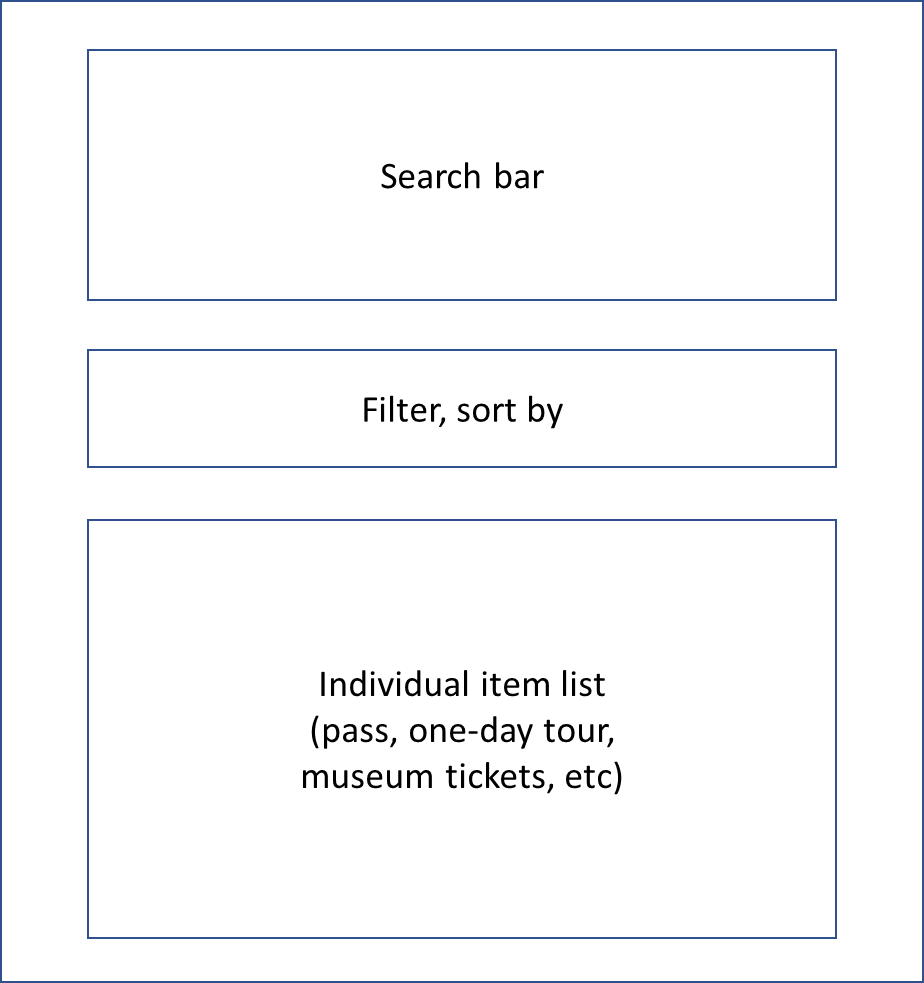 Search bar
Filter, sort by
Individual item list
(pass, one-day tour,
museum tickets, etc)